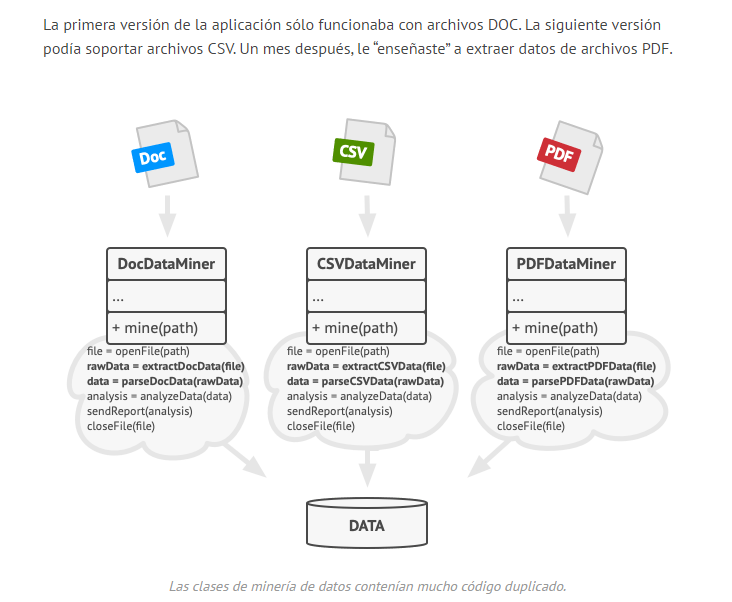 La primera versión de la aplicación sólo funcionaba con archivos DOC. La siguiente versión
podía soportar archivos CSV. Un mes después, le “enseñaste” a extraer datos de archivos PDF.
Doc
CSV
PDF
DocDataMiner
...
+ mine(path)
file = openFile(path)
rawData = extractDocData(file)
data = parseDocData(rawData)
analysis = analyzeData(data)
sendReport(analysis)
closeFile(file)
CSVDataMiner
...
+ mine(path)
file = openFile(path)
rawData = extractCSVData(file)
data = parseCSVData(rawData)
analysis = analyzeData(data)
sendReport(analysis)
closeFile(file)
PDFDataMiner
...
+ mine(path)
file = openFile(path)
rawData = extractPDFData(file)
data = parsePDFData(rawData)
analysis = analyzeData(data)
sendReport(analysis)
closeFile(file)
DATA
Las clases de minería de datos contenían mucho código duplicado.